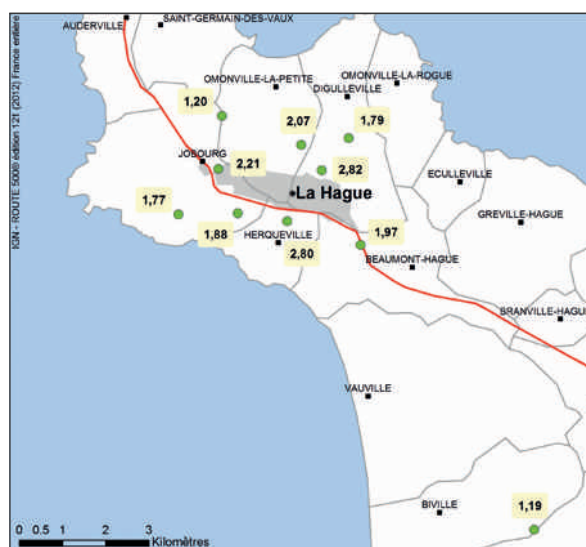 AUDERVILLE
SAINT-GERMAIN-DES-VAUX
IGN - ROUTE 500® édition 121 (2012) France entière
OMONVILLE-LA-PETITE
OMONVILLE-LA-ROGUE
DIGULLEVILLE
1,20
2,07
1,79
JOBOURG
2,21
2,82
ECULLEVILLE
La Hague
1,77
GREVILLE-HAGUE
1,88
HERQUEVILLE
1,97
2,80
BEAUMONT-HAGUE
BRANVILLE-HAGUE
VAUVILLE
BIVILLE
1,19
0 0.5 1 2 3
Kilomètres